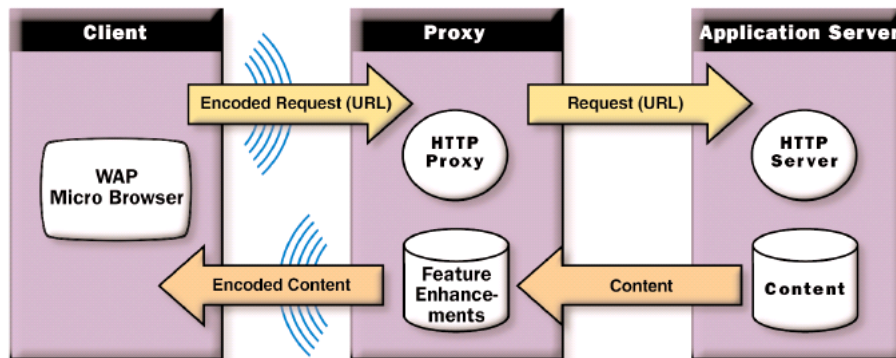 Client
Proxy
Application Server
Encoded Request (URL)
Request (URL)
WAP
Micro Browser
HTTP
Proxy
HTTP
Server
Encoded Content
Feature
Enhance-
ments
Content
Content